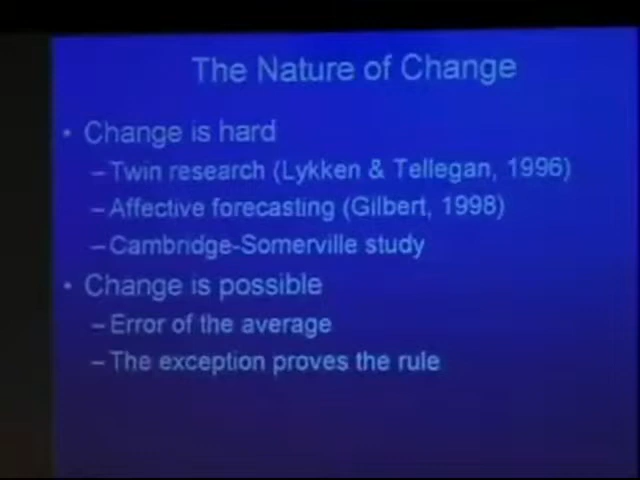 The Nature of Change
• Change is hard
– Twin research (Lykken & Tellegan, 1996)
– Affective forecasting (Gilbert, 1998)
– Cambridge-Somerville study
• Change is possible
– Error of the average
– The exception proves the rule